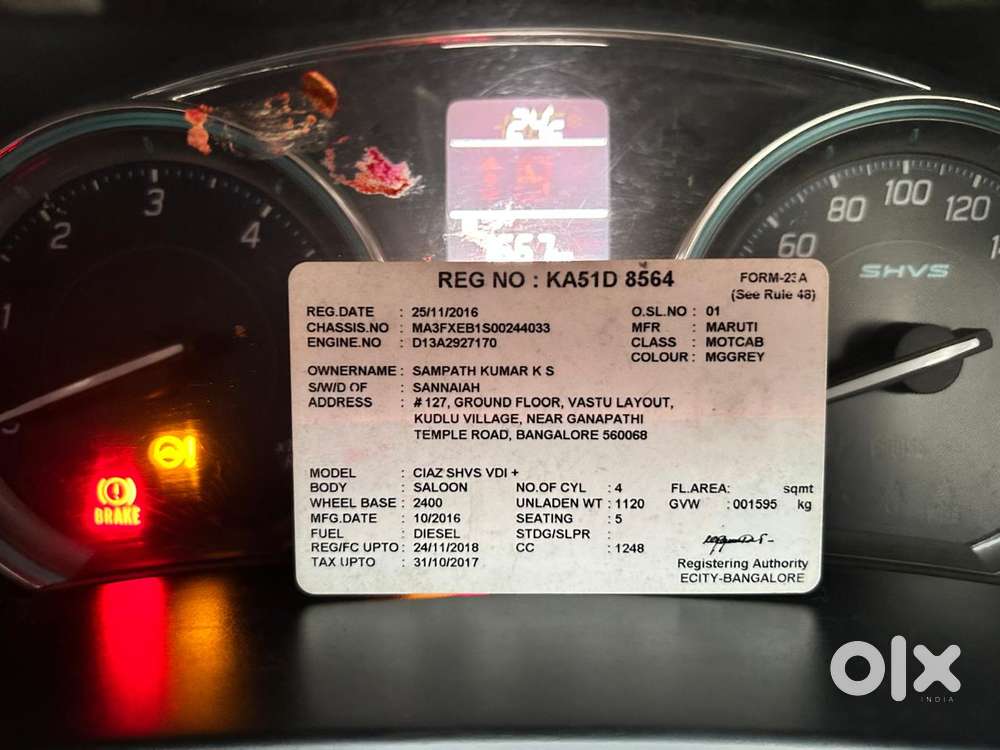 2
3
4
60
80
100
120
SHVS
BRAKE
REG NO : KA51D 8564
FORM-23A
(See Rule 48)
REG.DATE : 25/11/2016 O.SL.NO : 01
CHASSIS.NO : MA3FXEB1S00244033 MFR : MARUTI
ENGINE.NO : D13A2927170 CLASS : MOTCAB
COLOUR : MGGREY
OWNERNAME : SAMPATH KUMAR K S
S/W/D OF : SANNAIAH
ADDRESS : # 127, GROUND FLOOR, VASTU LAYOUT,
KUDLU VILLAGE, NEAR GANAPATHI
TEMPLE ROAD, BANGALORE 560068
MODEL : CIAZ SHVS VDI +
BODY : SALOON NO.OF CYL : 4 FL.AREA: sqmt
WHEEL BASE : 2400 UNLADEN WT : 1120 GVW : 001595 kg
MFG.DATE : 10/2016 SEATING : 5
FUEL : DIESEL STDG/SLPR :
REG/FC UPTO : 24/11/2018 CC : 1248
TAX UPTO : 31/10/2017
Registering Authority
ECITY-BANGALORE
olx
INDIA